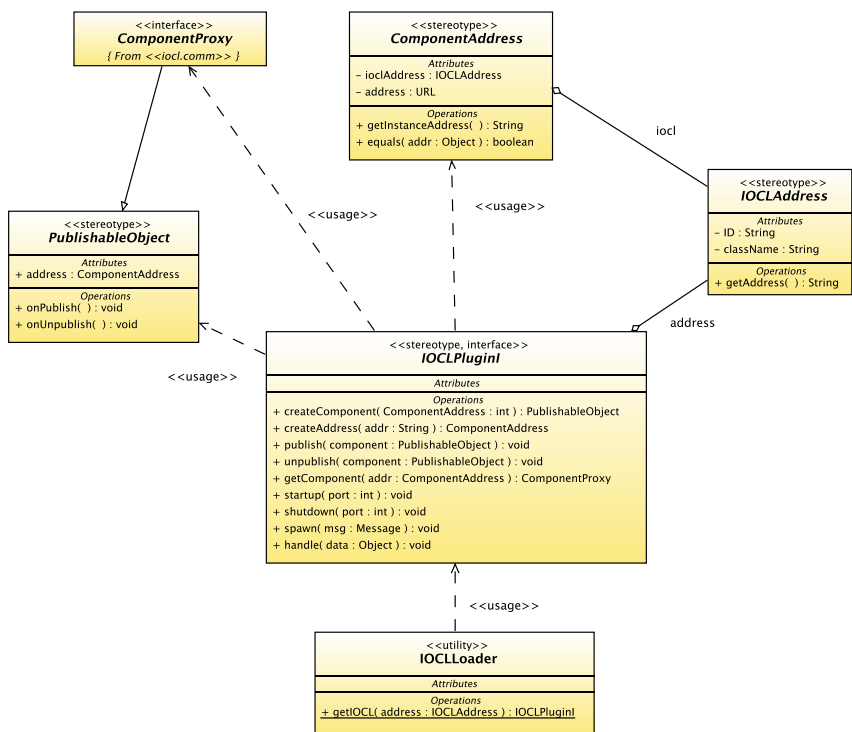 <<interface>>
ComponentProxy
{ From <<iocl.comm>> }
<<stereotype>>
ComponentAddress
Attributes
– ioclAddress : IOCLAddress
– address : URL
Operations
+ getInstanceAddress(  ) : String
+ equals( addr : Object ) : boolean
iocl
<<stereotype>>
IOCLAddress
Attributes
– ID : String
– className : String
Operations
+ getAddress(  ) : String
<<usage>>
<<usage>>
<<stereotype>>
PublishableObject
Attributes
+ address : ComponentAddress
Operations
+ onPublish(  ) : void
+ onUnpublish(  ) : void
<<usage>>
address
<<stereotype, interface>>
IOCLPluginI
Attributes
Operations
+ createComponent( ComponentAddress : int ) : PublishableObject
+ createAddress( addr : String ) : ComponentAddress
+ publish( component : PublishableObject ) : void
+ unpublish( component : PublishableObject ) : void
+ getComponent( addr : ComponentAddress ) : ComponentProxy
+ startup( port : int ) : void
+ shutdown( port : int ) : void
+ spawn( msg : Message ) : void
+ handle( data : Object ) : void
<<usage>>
<<utility>>
IOCLLoader
Attributes
Operations
+ getIOCL( address : IOCLAddress ) : IOCLPluginI